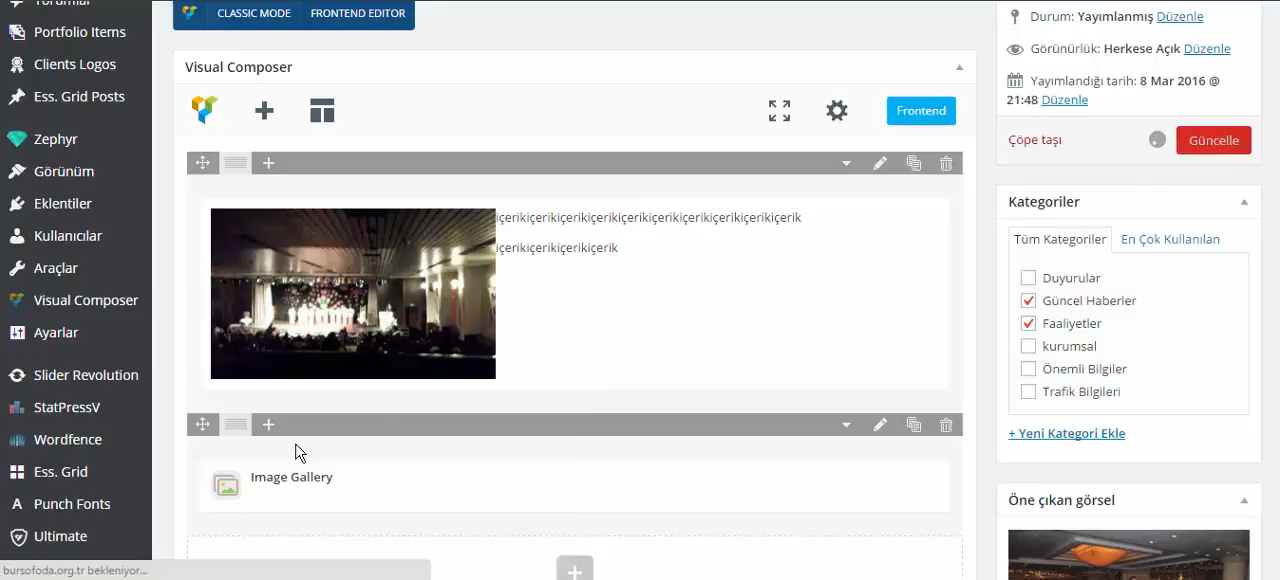 Yorumlar
Portfolio Items
Clients Logos
Ess. Grid Posts
Zephyr
Görünüm
Eklentiler
Kullanıcılar
Araçlar
Visual Composer
Ayarlar
Slider Revolution
StatPressV
Wordfence
Ess. Grid
Punch Fonts
Ultimate
bursofoda.org.tr bekleniyor...
CLASSIC MODE
FRONTEND EDITOR
Visual Composer
Frontend
içerikiçerikiçerikiçerikiçerikiçerikiçerikiçerikiçerikiçerik
içerikiçerikiçerikiçerik
Image Gallery
Durum: Yayımlanmış Düzenle
Görünürlük: Herkese Açık Düzenle
Yayımlandığı tarih: 8 Mar 2016 @
21:48 Düzenle
Çöpe taşı
Güncelle
Kategoriler
Tüm Kategoriler
En Çok Kullanılan
Duyurular
Güncel Haberler
Faaliyetler
kurumsal
Önemli Bilgiler
Trafik Bilgileri
+ Yeni Kategori Ekle
Öne çıkan görsel